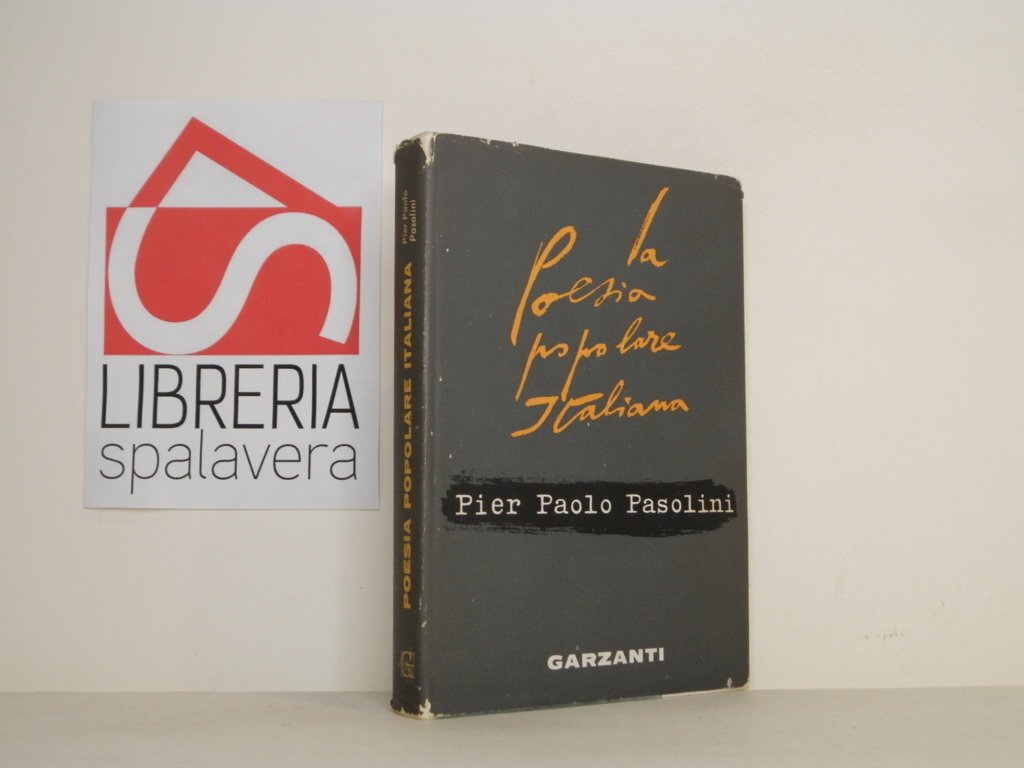 LIBRERIA
spalavera
Pier Paolo
Pasolini
POESIA POPOLARE ITALIANA
G
la
Poesia
popolare
Italiana
Pier Paolo Pasolini
GARZANTI